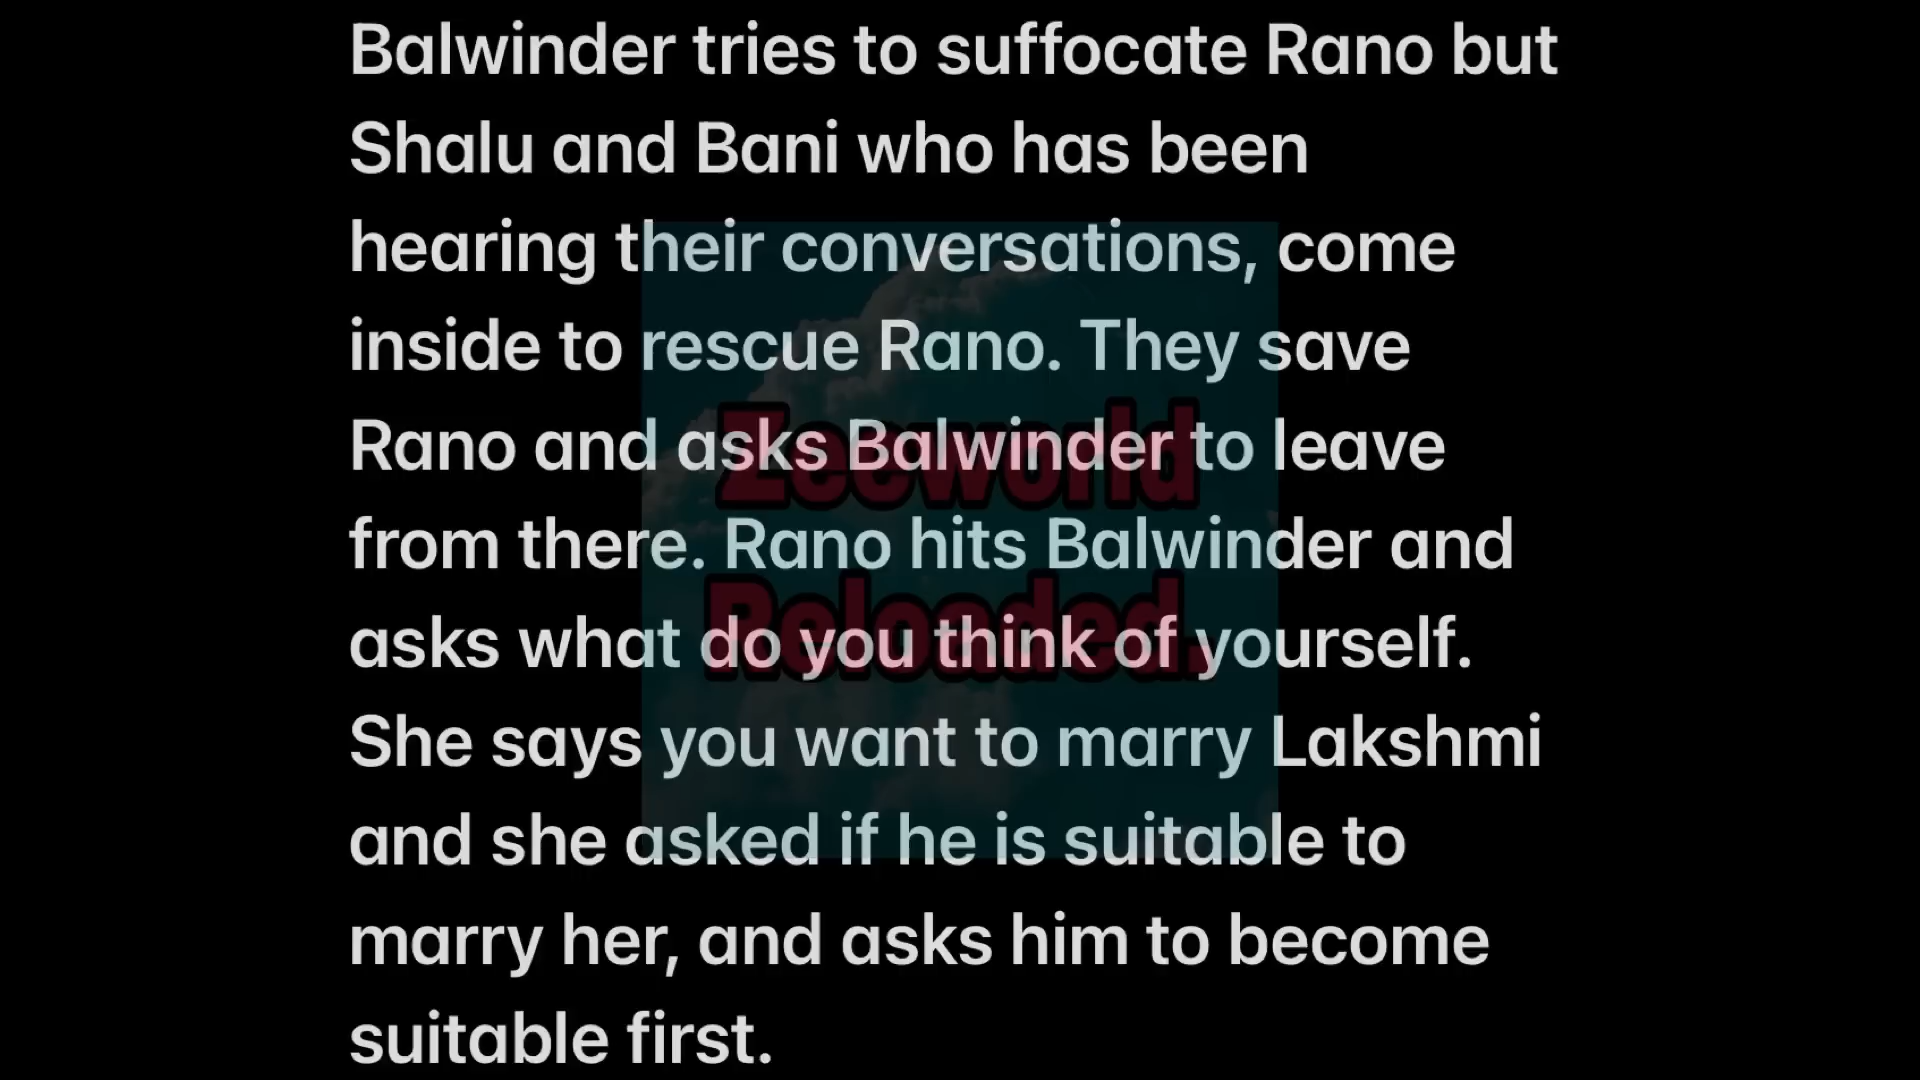 Balwinder tries to suffocate Rano but
Shalu and Bani who has been
hearing their conversations, come
inside to rescue Rano. They save
Rano and asks Balwinder to leave
from there. Rano hits Balwinder and
asks what do you think of yourself.
She says you want to marry Lakshmi
and she asked if he is suitable to
marry her, and asks him to become
suitable first.
Zeeworld
Reloaded.